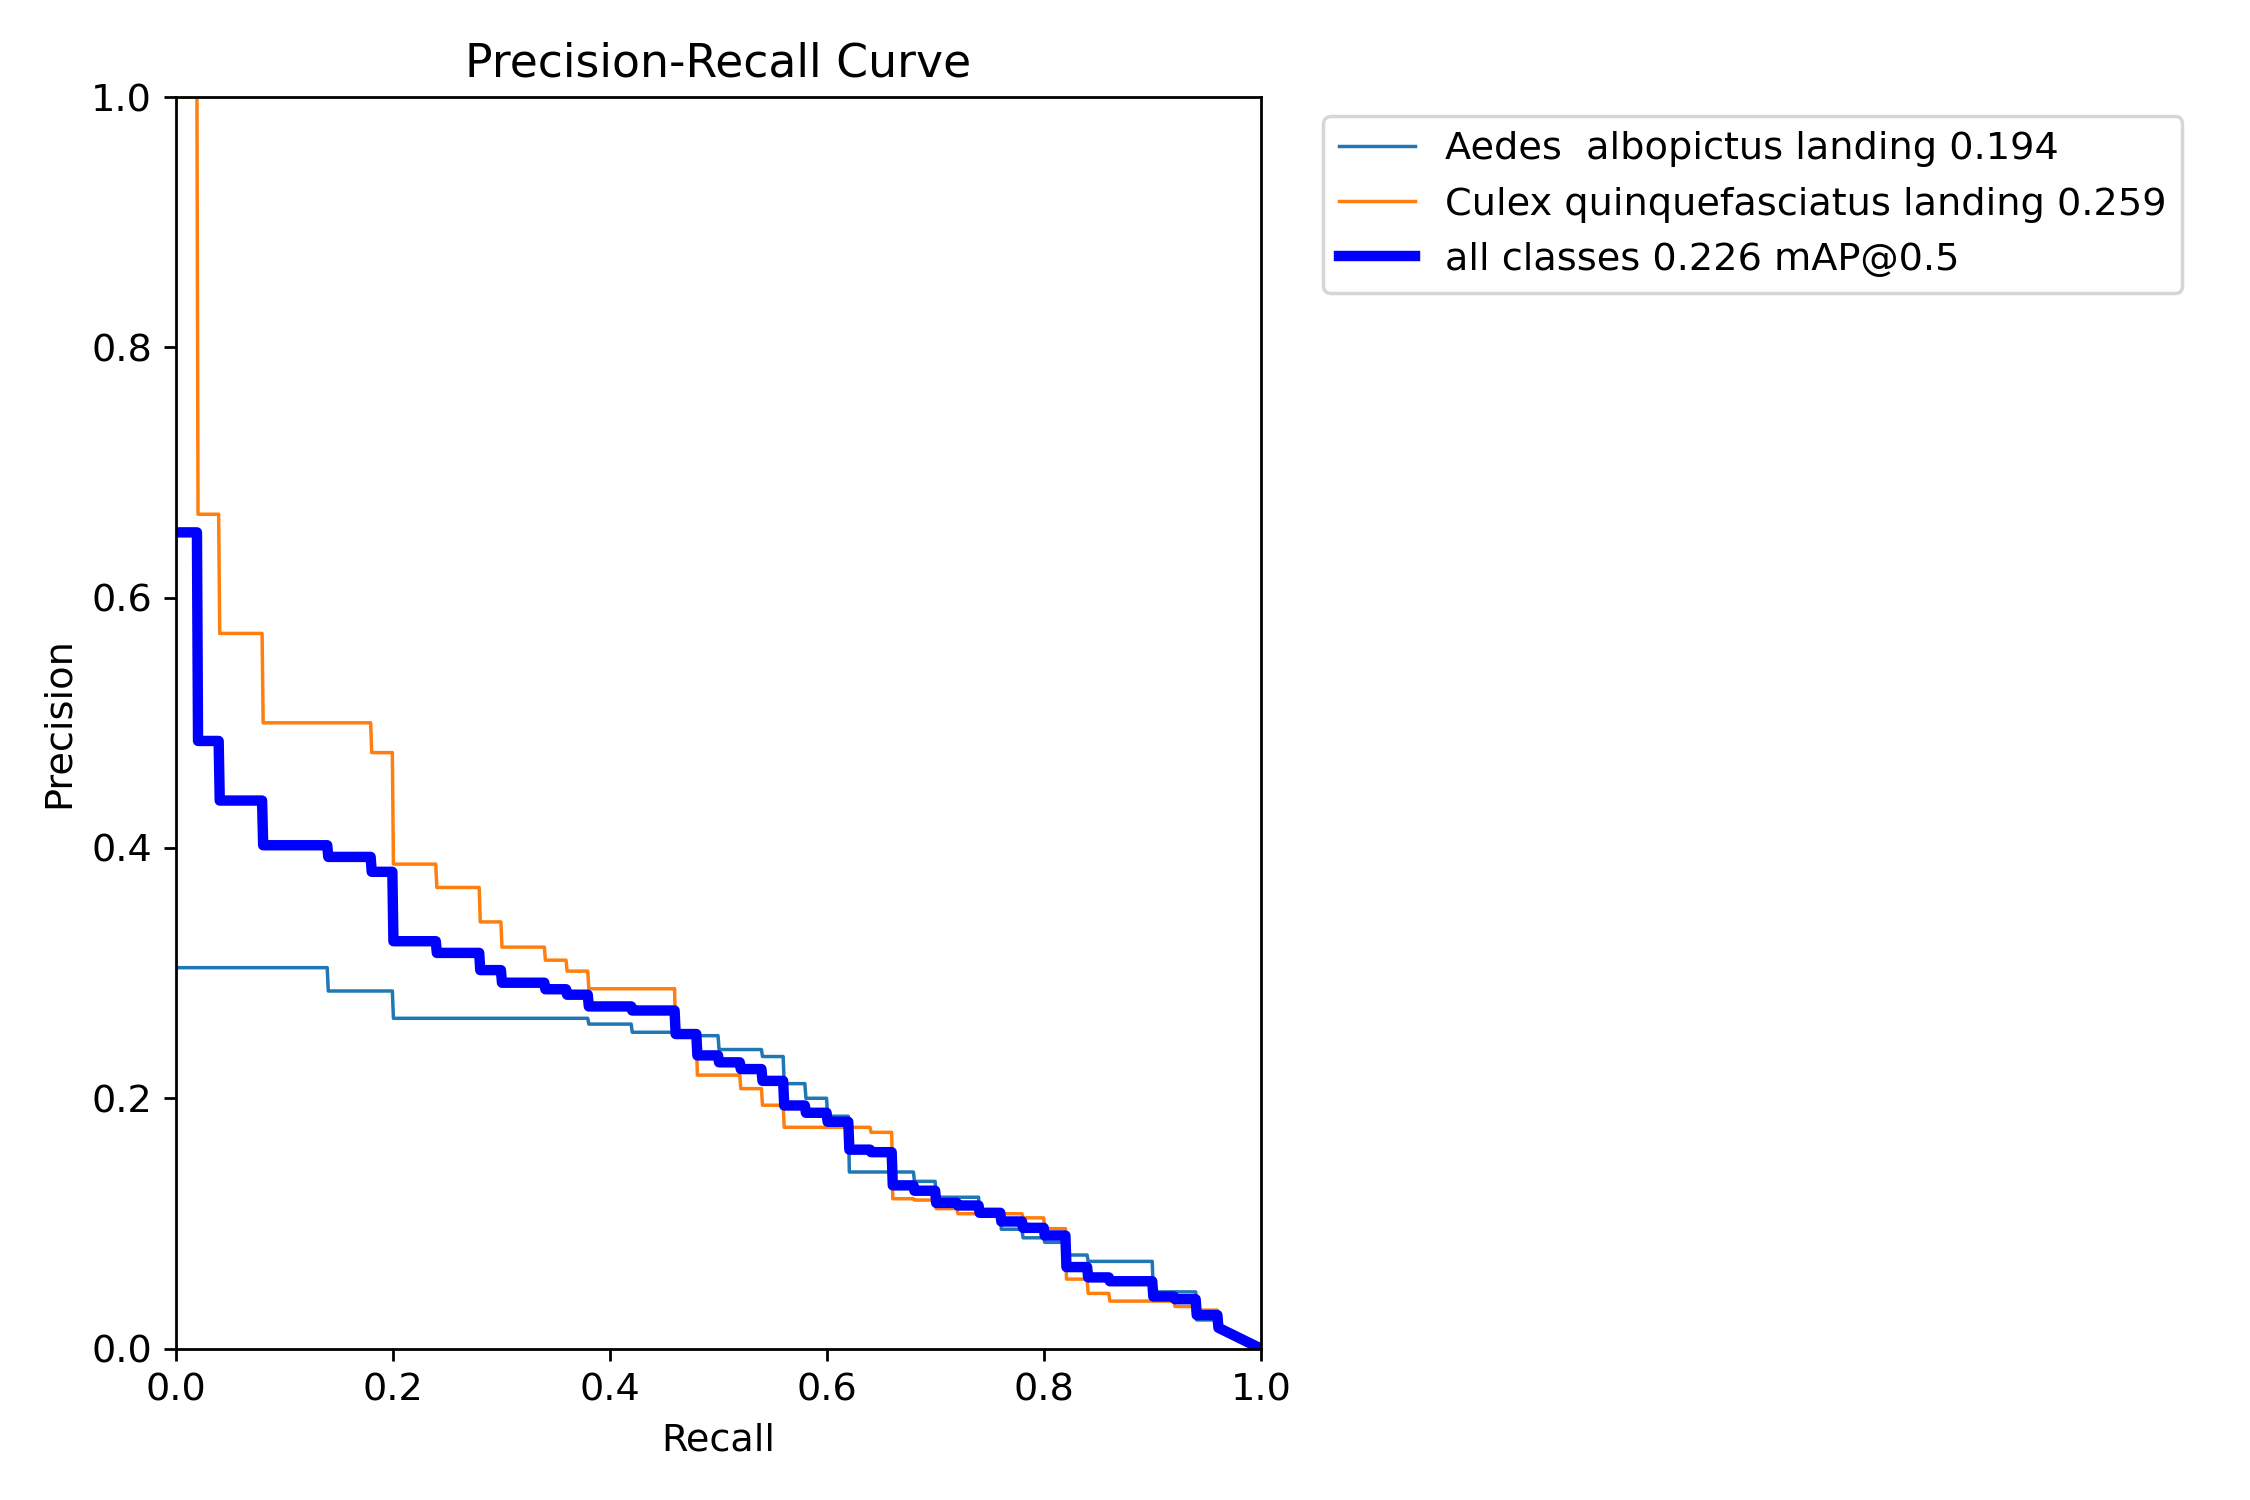 Precision-Recall Curve
1.0
0.8
0.6
0.4
0.2
0.0
Precision
0.0 0.2 0.4 0.6 0.8 1.0
Recall
Aedes  albopictus landing 0.194
Culex quinquefasciatus landing 0.259
all classes 0.226 mAP@0.5